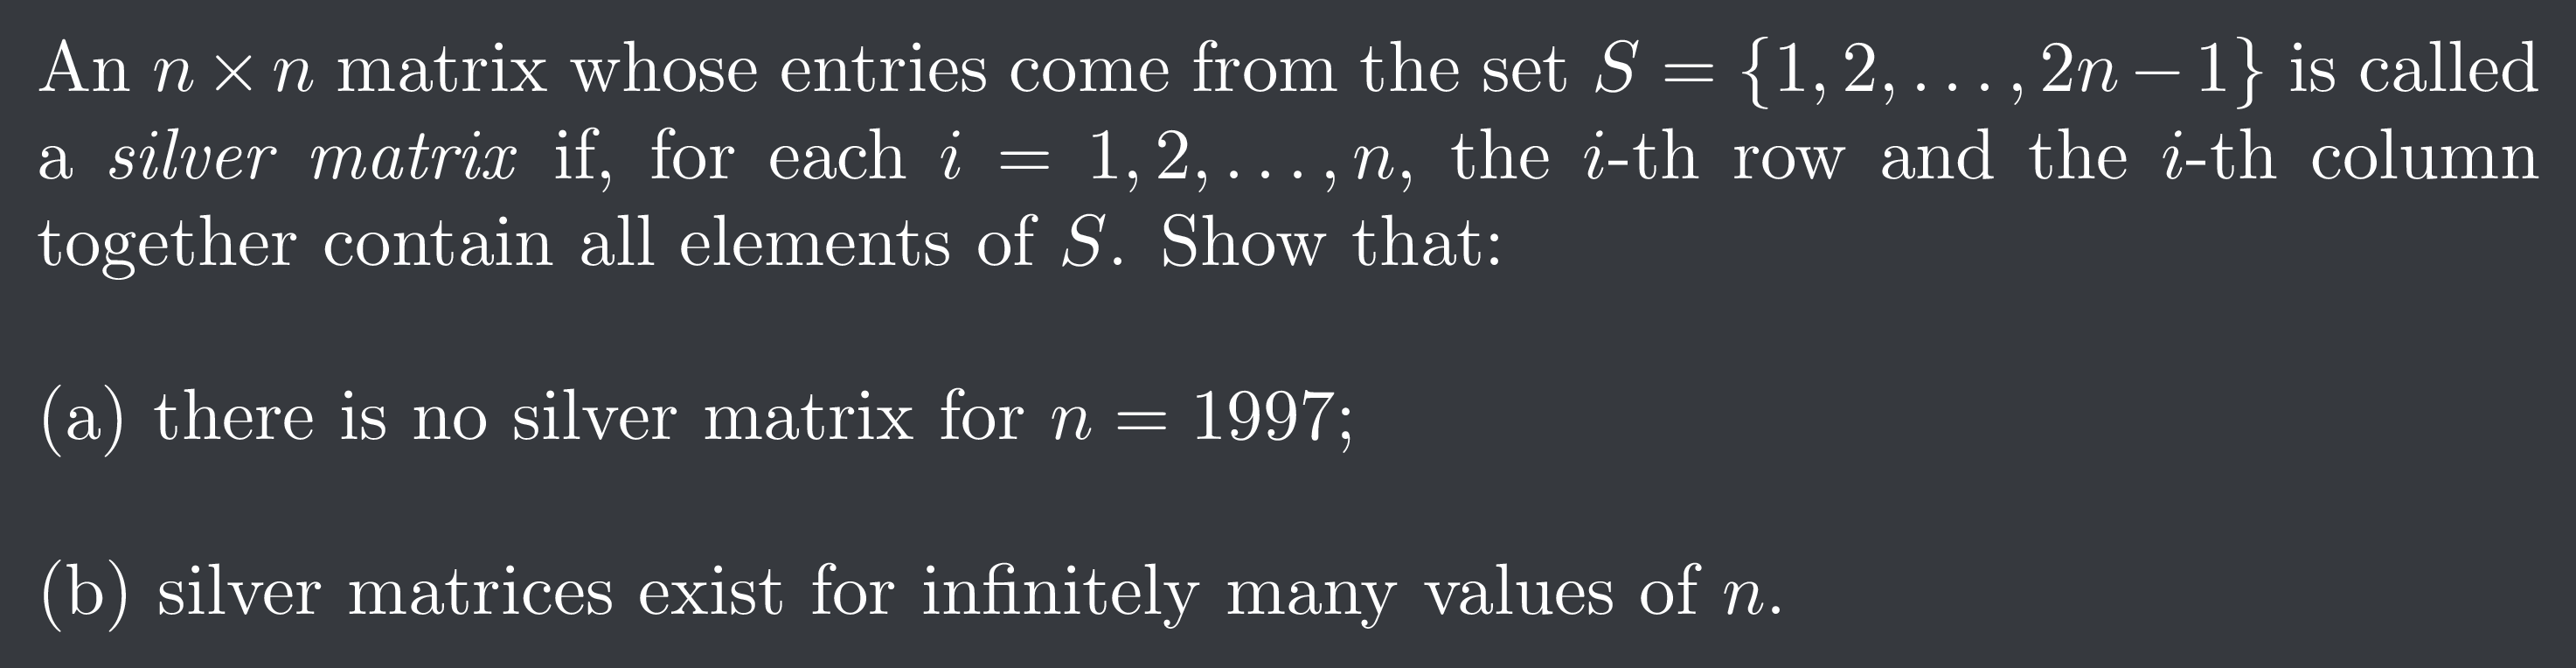 An n × n matrix whose entries come from the set S = {1, 2, . . . , 2n − 1} is called
a silver matrix if, for each i = 1, 2, . . . , n, the i-th row and the i-th column
together contain all elements of S. Show that:
(a) there is no silver matrix for n = 1997;
(b) silver matrices exist for infinitely many values of n.